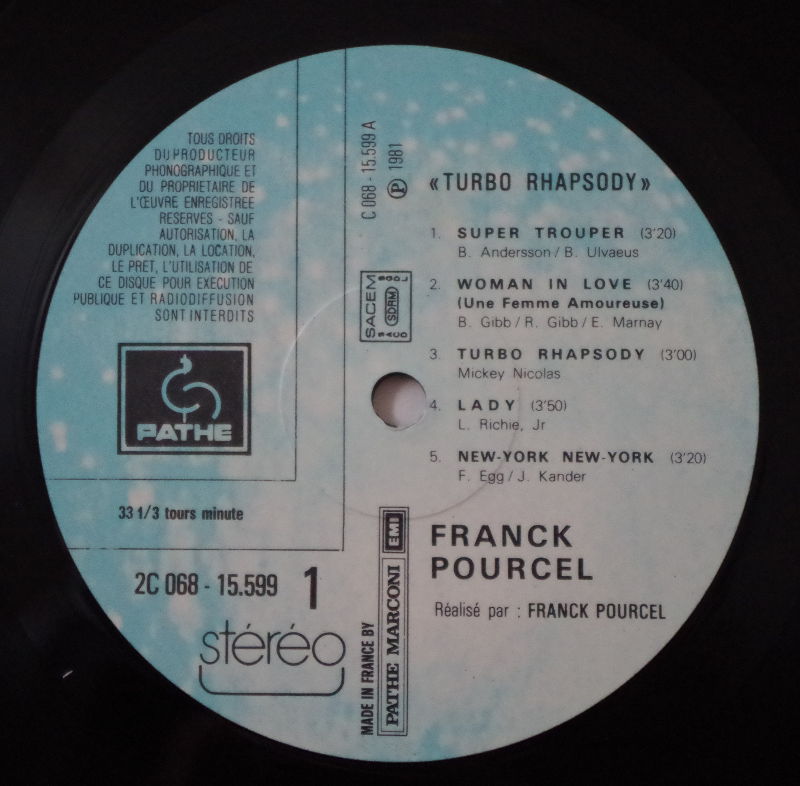 TOUS DROITS
DU PRODUCTEUR
PHONOGRAPHIQUE ET
DU PROPRIETAIRE DE
L'ŒUVRE ENREGISTREE
RESERVES - SAUF
AUTORISATION, LA
DUPLICATION, LA LOCATION,
LE PRET, L'UTILISATION DE
CE DISQUE POUR EXECUTION
PUBLIQUE ET RADIODIFFUSION
SONT INTERDITS
PATHE
33 1/3 tours minute
2C 068 - 15.599 1
stéréo
C 068 - 15.599 A
℗ 1981
SACEM
SDRM
MADE IN FRANCE BY
PATHE MARCONI EMI
«TURBO RHAPSODY»
1. SUPER TROUPER (3'20)
B. Andersson / B. Ulvaeus
2. WOMAN IN LOVE (3'40)
(Une Femme Amoureuse)
B. Gibb / R. Gibb / E. Marnay
3. TURBO RHAPSODY (3'00)
Mickey Nicolas
4. LADY (3'50)
L. Richie, Jr
5. NEW-YORK NEW-YORK (3'20)
F. Egg / J. Kander
FRANCK
POURCEL
Réalisé par : FRANCK POURCEL